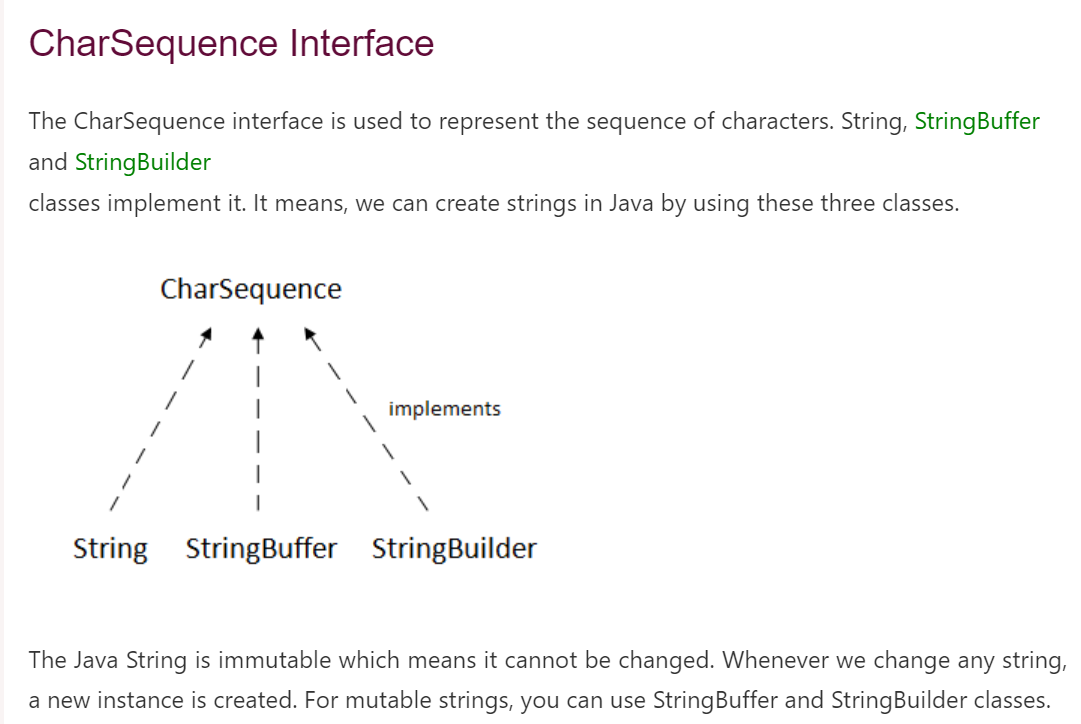 CharSequence Interface
The CharSequence interface is used to represent the sequence of characters. String, StringBuffer
and StringBuilder
classes implement it. It means, we can create strings in Java by using these three classes.
CharSequence
implements
String StringBuffer StringBuilder
The Java String is immutable which means it cannot be changed. Whenever we change any string,
a new instance is created. For mutable strings, you can use StringBuffer and StringBuilder classes.